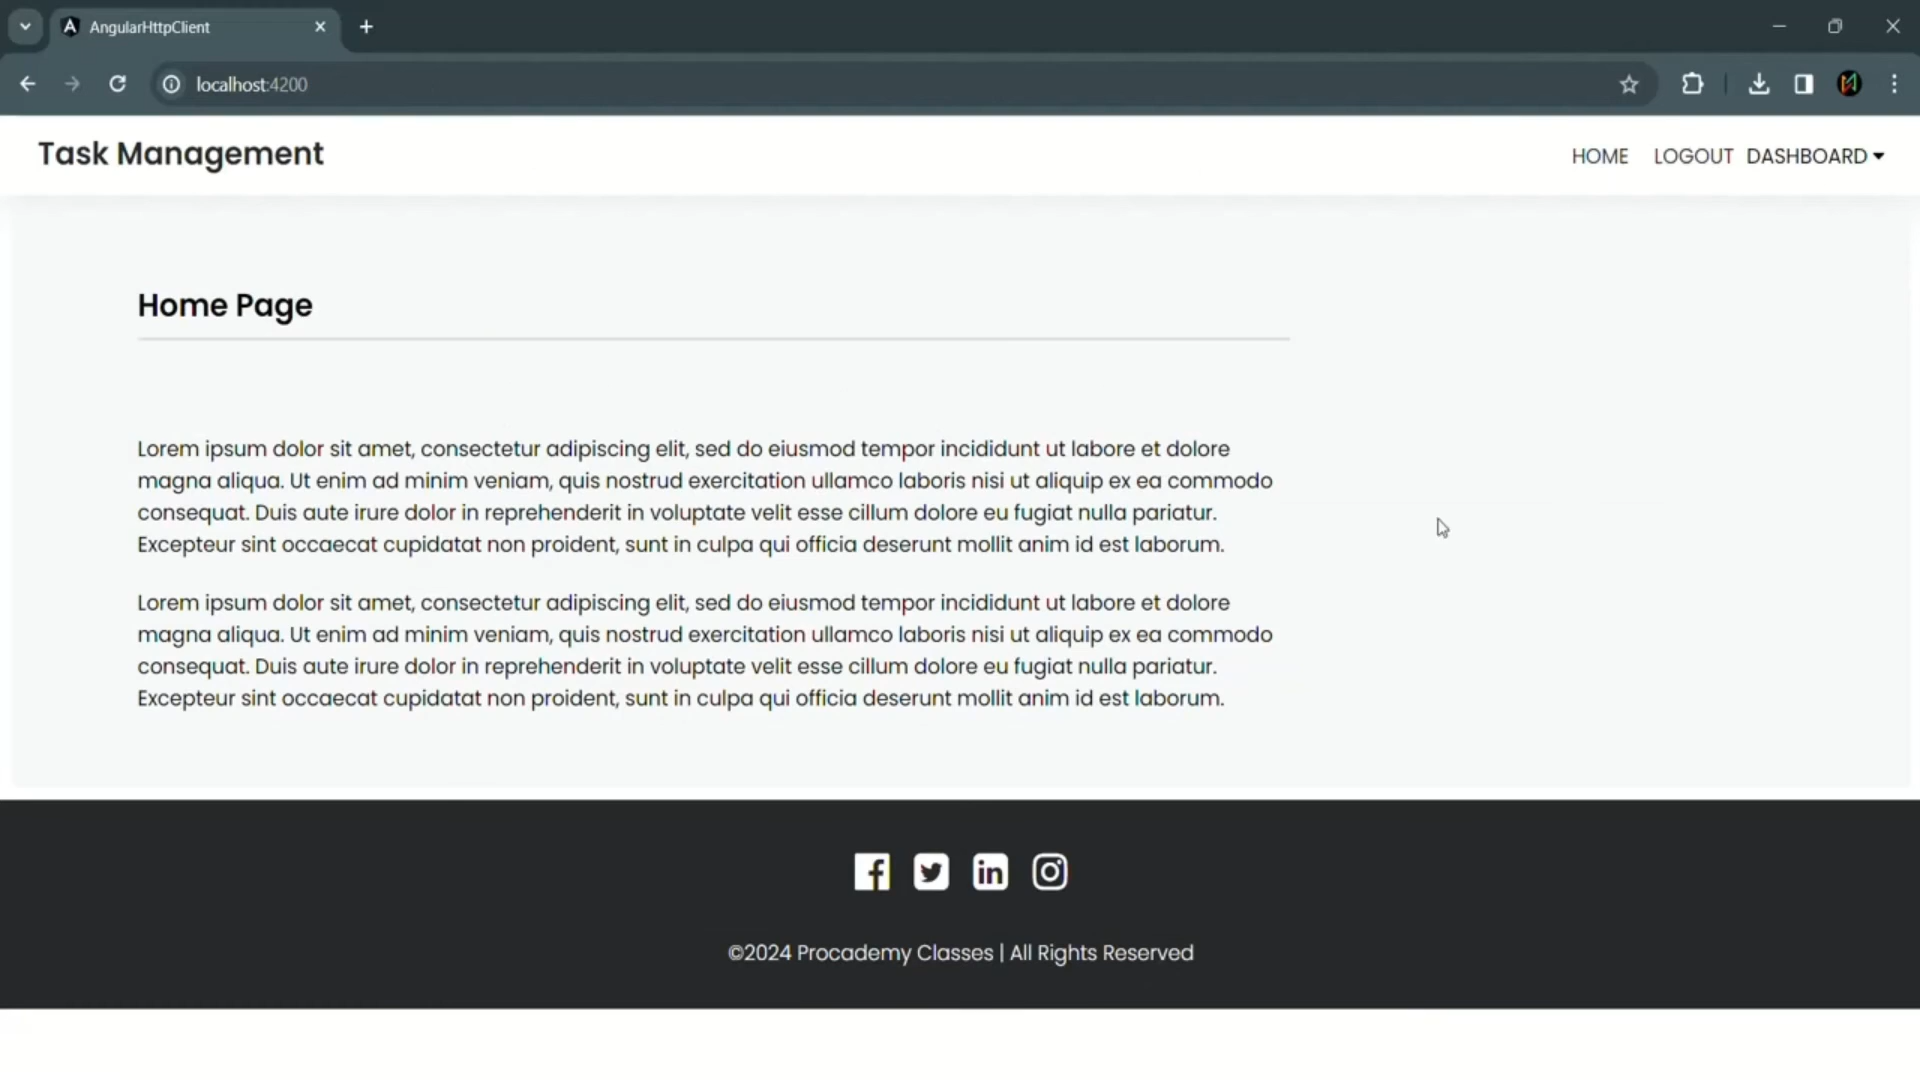 AngularHttpClient
localhost:4200
Task Management
HOME LOGOUT DASHBOARD
Home Page
Lorem ipsum dolor sit amet, consectetur adipiscing elit, sed do eiusmod tempor incididunt ut labore et dolore
magna aliqua. Ut enim ad minim veniam, quis nostrud exercitation ullamco laboris nisi ut aliquip ex ea commodo
consequat. Duis aute irure dolor in reprehenderit in voluptate velit esse cillum dolore eu fugiat nulla pariatur.
Excepteur sint occaecat cupidatat non proident, sunt in culpa qui officia deserunt mollit anim id est laborum.
Lorem ipsum dolor sit amet, consectetur adipiscing elit, sed do eiusmod tempor incididunt ut labore et dolore
magna aliqua. Ut enim ad minim veniam, quis nostrud exercitation ullamco laboris nisi ut aliquip ex ea commodo
consequat. Duis aute irure dolor in reprehenderit in voluptate velit esse cillum dolore eu fugiat nulla pariatur.
Excepteur sint occaecat cupidatat non proident, sunt in culpa qui officia deserunt mollit anim id est laborum.
©2024 Procademy Classes | All Rights Reserved